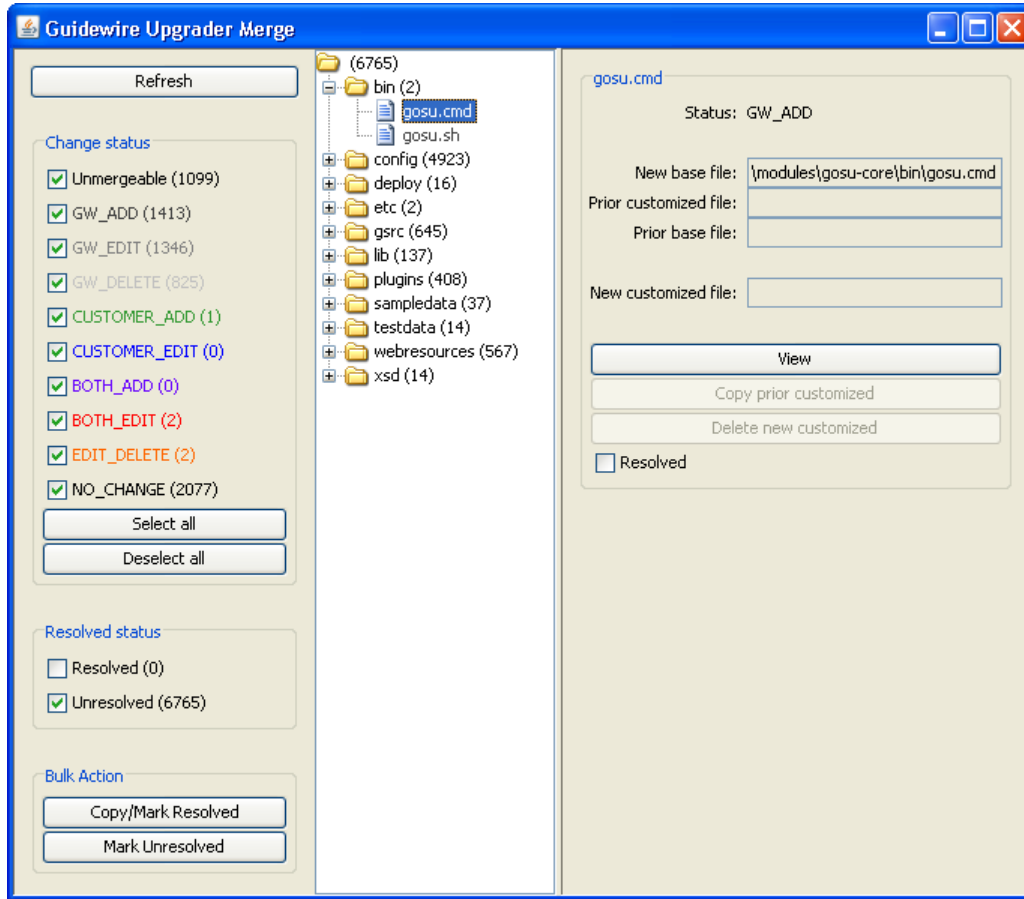 Guidewire Upgrader Merge
Refresh
Change status
Unmergeable (1099)
GW_ADD (1413)
GW_EDIT (1346)
GW_DELETE (825)
CUSTOMER_ADD (1)
CUSTOMER_EDIT (0)
BOTH_ADD (0)
BOTH_EDIT (2)
EDIT_DELETE (2)
NO_CHANGE (2077)
Select all
Deselect all
Resolved status
Resolved (0)
Unresolved (6765)
Bulk Action
Copy/Mark Resolved
Mark Unresolved
(6765)
bin (2)
gosu.cmd
gosu.sh
config (4923)
deploy (16)
etc (2)
gsrc (645)
lib (137)
plugins (408)
sampledata (37)
testdata (14)
webresources (567)
xsd (14)
gosu.cmd
Status: GW_ADD
New base file: \modules\gosu-core\bin\gosu.cmd
Prior customized file:
Prior base file:
New customized file:
View
Copy prior customized
Delete new customized
Resolved